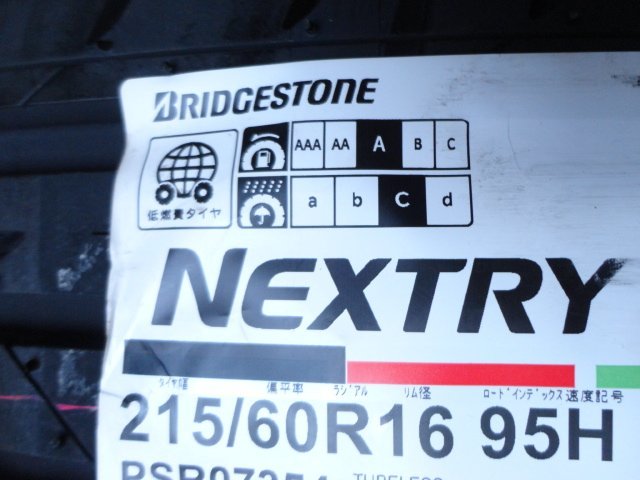 BRIDGESTONE
AAA AA A B C
a b c d
低燃費タイヤ
NEXTRY
タイヤ幅 偏平率 ラジアル リム径 ロードインデックス 速度記号
215/60R16 95H
TUBELESS